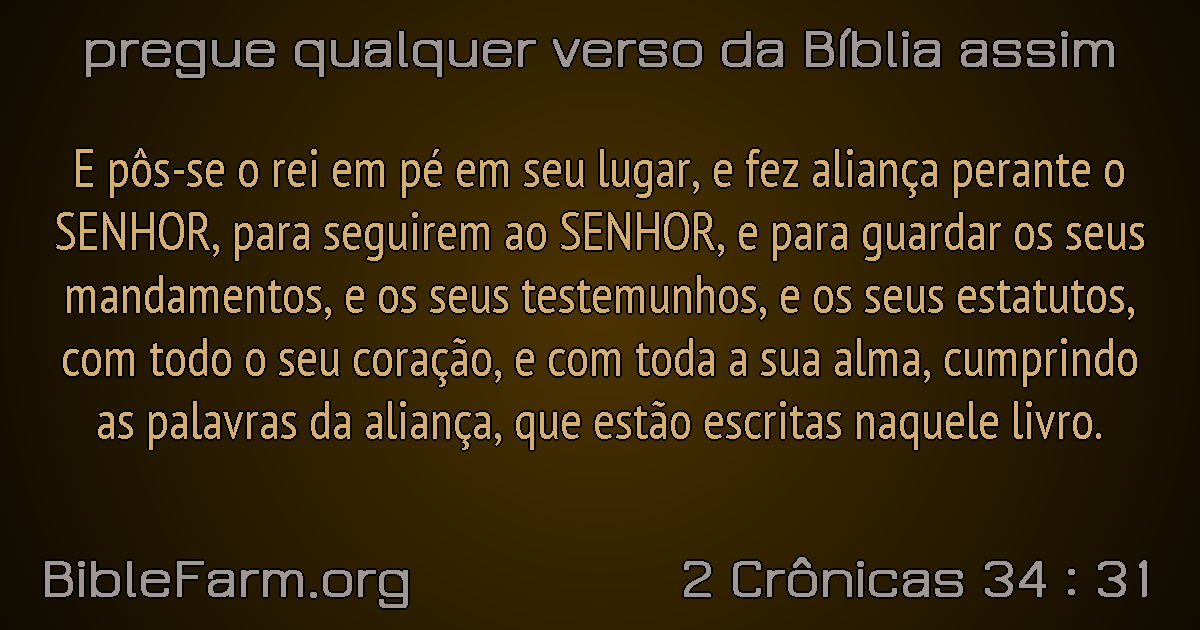 pregue qualquer verso da Bíblia assim
E pôs-se o rei em pé em seu lugar, e fez aliança perante o
SENHOR, para seguirem ao SENHOR, e para guardar os seus
mandamentos, e os seus testemunhos, e os seus estatutos,
com todo o seu coração, e com toda a sua alma, cumprindo
as palavras da aliança, que estão escritas naquele livro.
BibleFarm.org
2 Crônicas 34 : 31